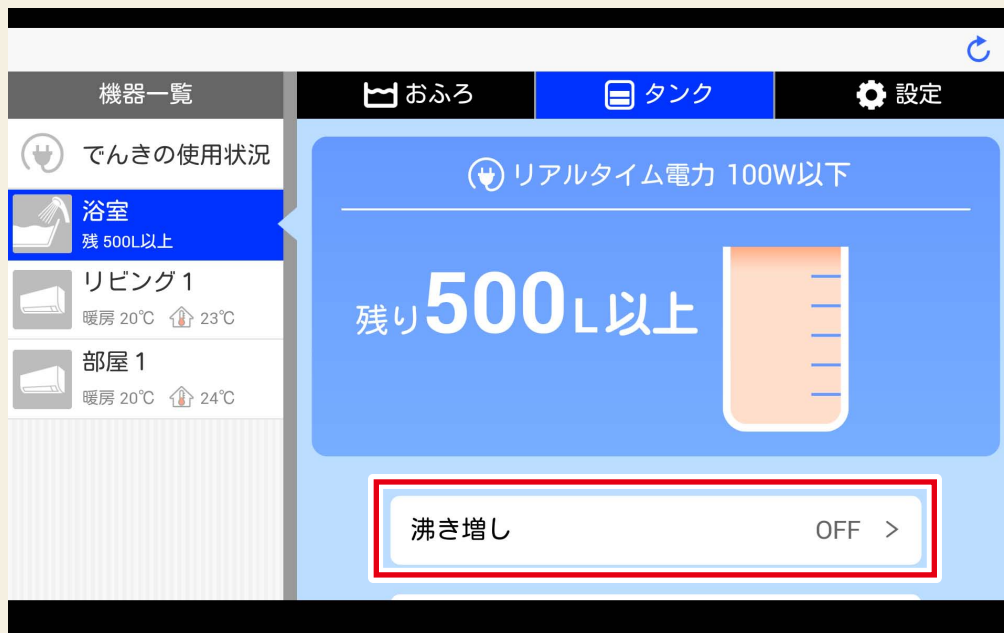 機器一覧
おふろ
タンク
設定
でんきの使用状況
浴室
残 500L以上
リビング 1
暖房 20℃ 23℃
部屋 1
暖房 20℃ 24℃
リアルタイム電力 100W以下
残り500L以上
沸き増し OFF >